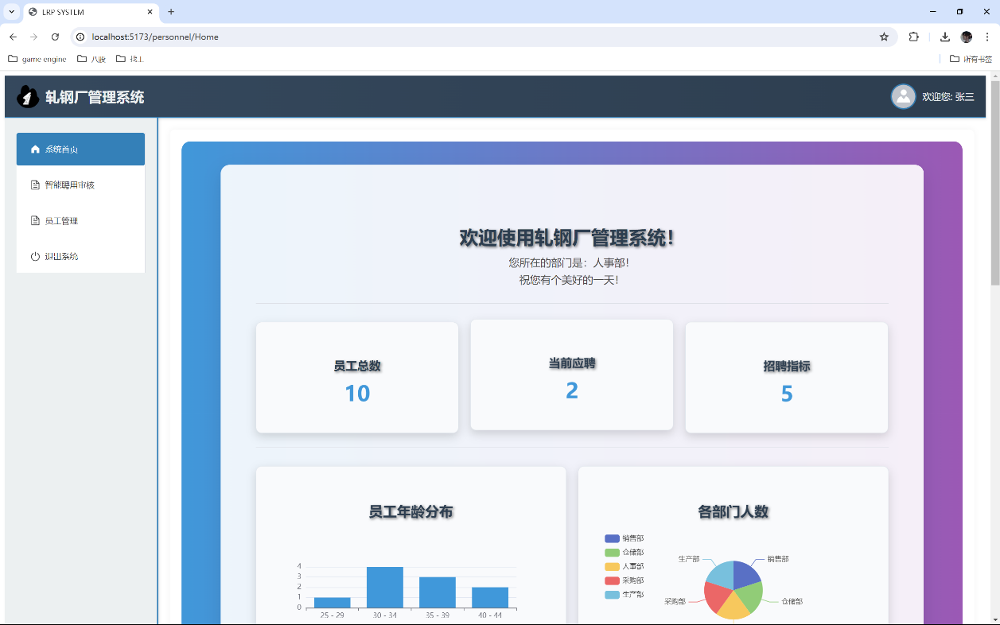 ERP SYSTEM
localhost:5173/personnel/Home
game engine
八股
找工
所有书签
轧钢厂管理系统
欢迎您: 张三
系统首页
智能聘用审核
员工管理
退出系统
欢迎使用轧钢厂管理系统！
您所在的部门是：人事部！
祝您有个美好的一天！
员工总数
10
当前应聘
2
招聘指标
5
员工年龄分布
4
3
2
1
0
25 - 29
30 - 34
35 - 39
40 - 44
各部门人数
销售部
仓储部
人事部
采购部
生产部
生产部
销售部
采购部
仓储部